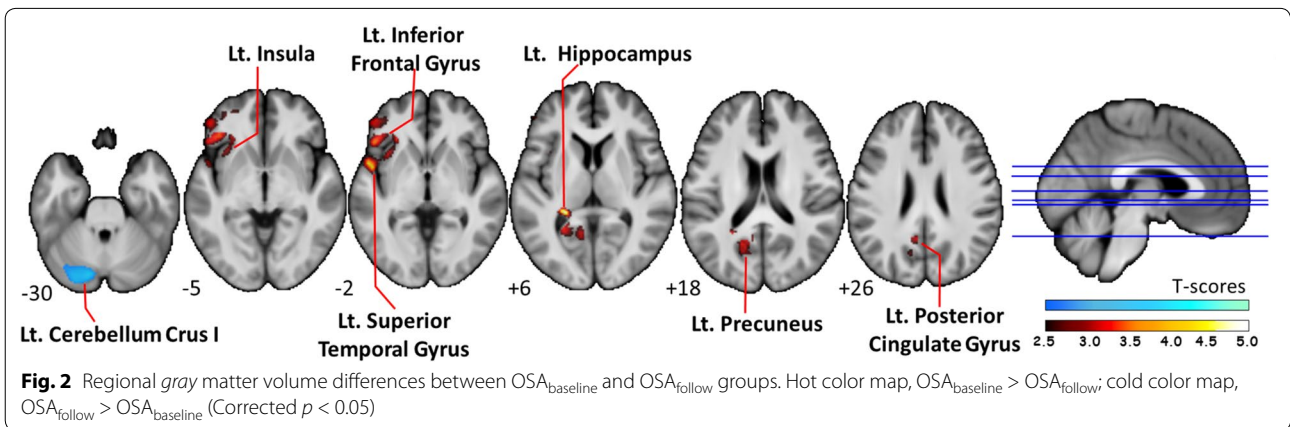 Lt. Insula
Lt. Inferior
Frontal Gyrus
Lt. Hippocampus
-30
-5
-2
+6
+18
+26
T-scores
2.5 3.0 3.5 4.0 4.5 5.0
Lt. Cerebellum Crus I
Lt. Superior
Temporal Gyrus
Lt. Precuneus
Lt. Posterior
Cingulate Gyrus
Fig. 2 Regional gray matter volume differences between OSAbaseline and OSAfollow groups. Hot color map, OSAbaseline > OSAfollow; cold color map,
OSAfollow > OSAbaseline (Corrected p < 0.05)